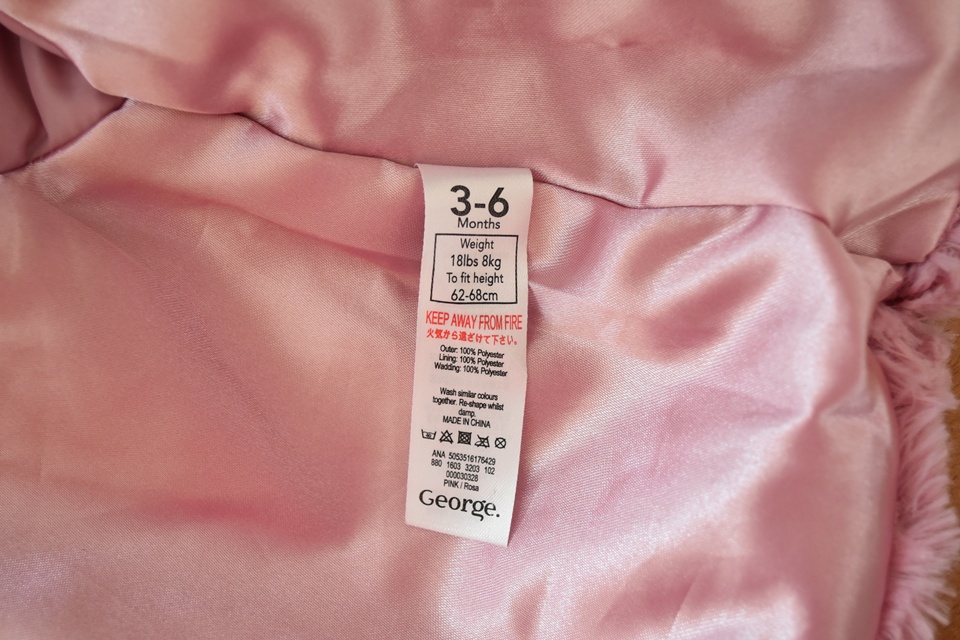 3-6
Months
Weight
18lbs 8kg
To fit height
62-68cm
KEEP AWAY FROM FIRE
火気から遠ざけて下さい。
Outer: 100% Polyester
Lining: 100% Polyester
Wadding: 100% Polyester
Wash similar colours
together. Re-shape whilst
damp.
MADE IN CHINA
ANA 5053516176429
880 1603 3203 102
000030328
PINK / Rosa
George.